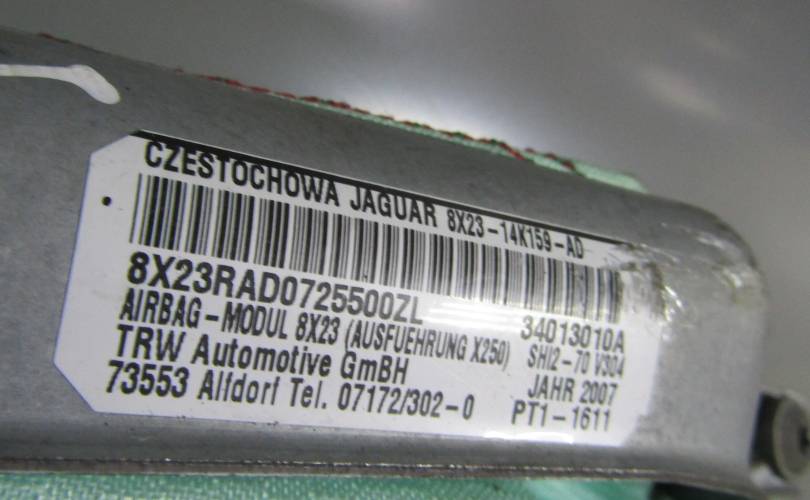 CZESTOCHOWA JAGUAR 8X23-14K159-AD
8X23RAD0725500ZL 34013010A
AIRBAG-MODUL 8X23 (AUSFUEHRUNG X250) SHI2-70 V304
TRW Automotive GmBH JAHR 2007
73553 Alfdorf Tel. 07172/302-0 PT1-1611